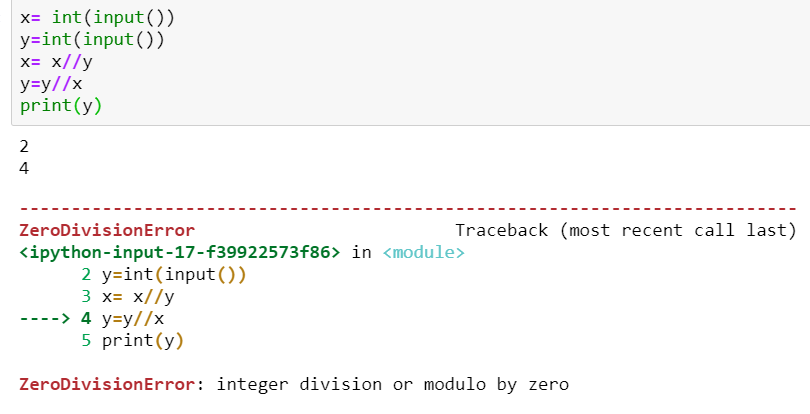 x= int(input())
y=int(input())
x= x//y
y=y//x
print(y)
2
4
---------------------------------------------------------------------------
ZeroDivisionError                         Traceback (most recent call last)
<ipython-input-17-f39922573f86> in <module>
      2 y=int(input())
      3 x= x//y
----> 4 y=y//x
      5 print(y)
ZeroDivisionError: integer division or modulo by zero